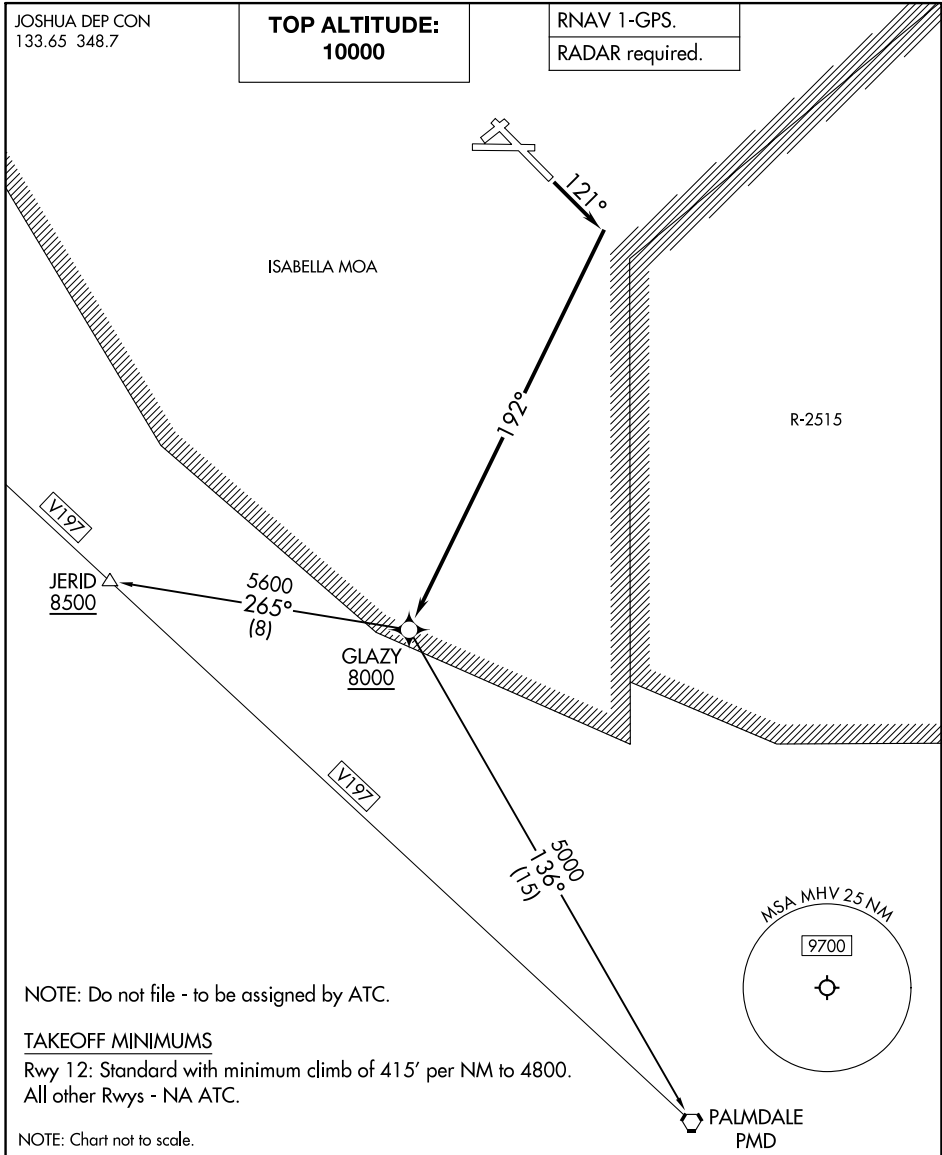 JOSHUA DEP CON
133.65 348.7
TOP ALTITUDE:
10000
RNAV 1-GPS.
RADAR required.
121°
ISABELLA MOA
192°
R-2515
V197
JERID
8500
5600
265°
(8)
GLAZY
8000
V197
5000
136°
(15)
MSA MHV 25 NM
9700
NOTE: Do not file - to be assigned by ATC.
TAKEOFF MINIMUMS
Rwy 12: Standard with minimum climb of 415' per NM to 4800.
All other Rwys - NA ATC.
PALMDALE
PMD
NOTE: Chart not to scale.